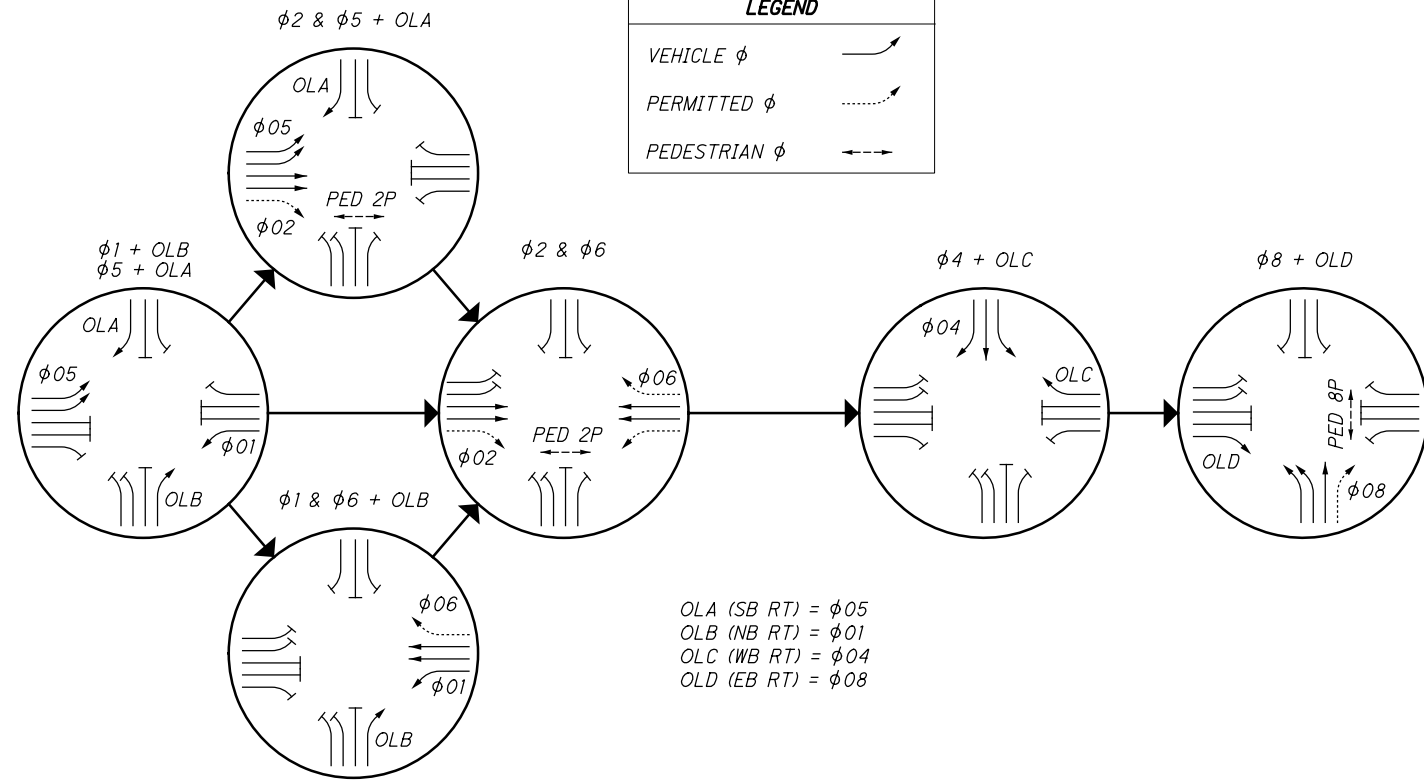 LEGEND
VEHICLE ϕ
PERMITTED ϕ
PEDESTRIAN ϕ
ϕ2 & ϕ5 + OLA
OLA
ϕ05
PED 2P
ϕ02
ϕ1 + OLB
ϕ5 + OLA
OLA
ϕ05
ϕ01
OLB
ϕ2 & ϕ6
ϕ06
PED 2P
ϕ02
ϕ1 & ϕ6 + OLB
ϕ06
ϕ01
OLB
ϕ4 + OLC
ϕ04
OLC
ϕ8 + OLD
PED 8P
OLD
ϕ08
OLA (SB RT) = ϕ05
OLB (NB RT) = ϕ01
OLC (WB RT) = ϕ04
OLD (EB RT) = ϕ08